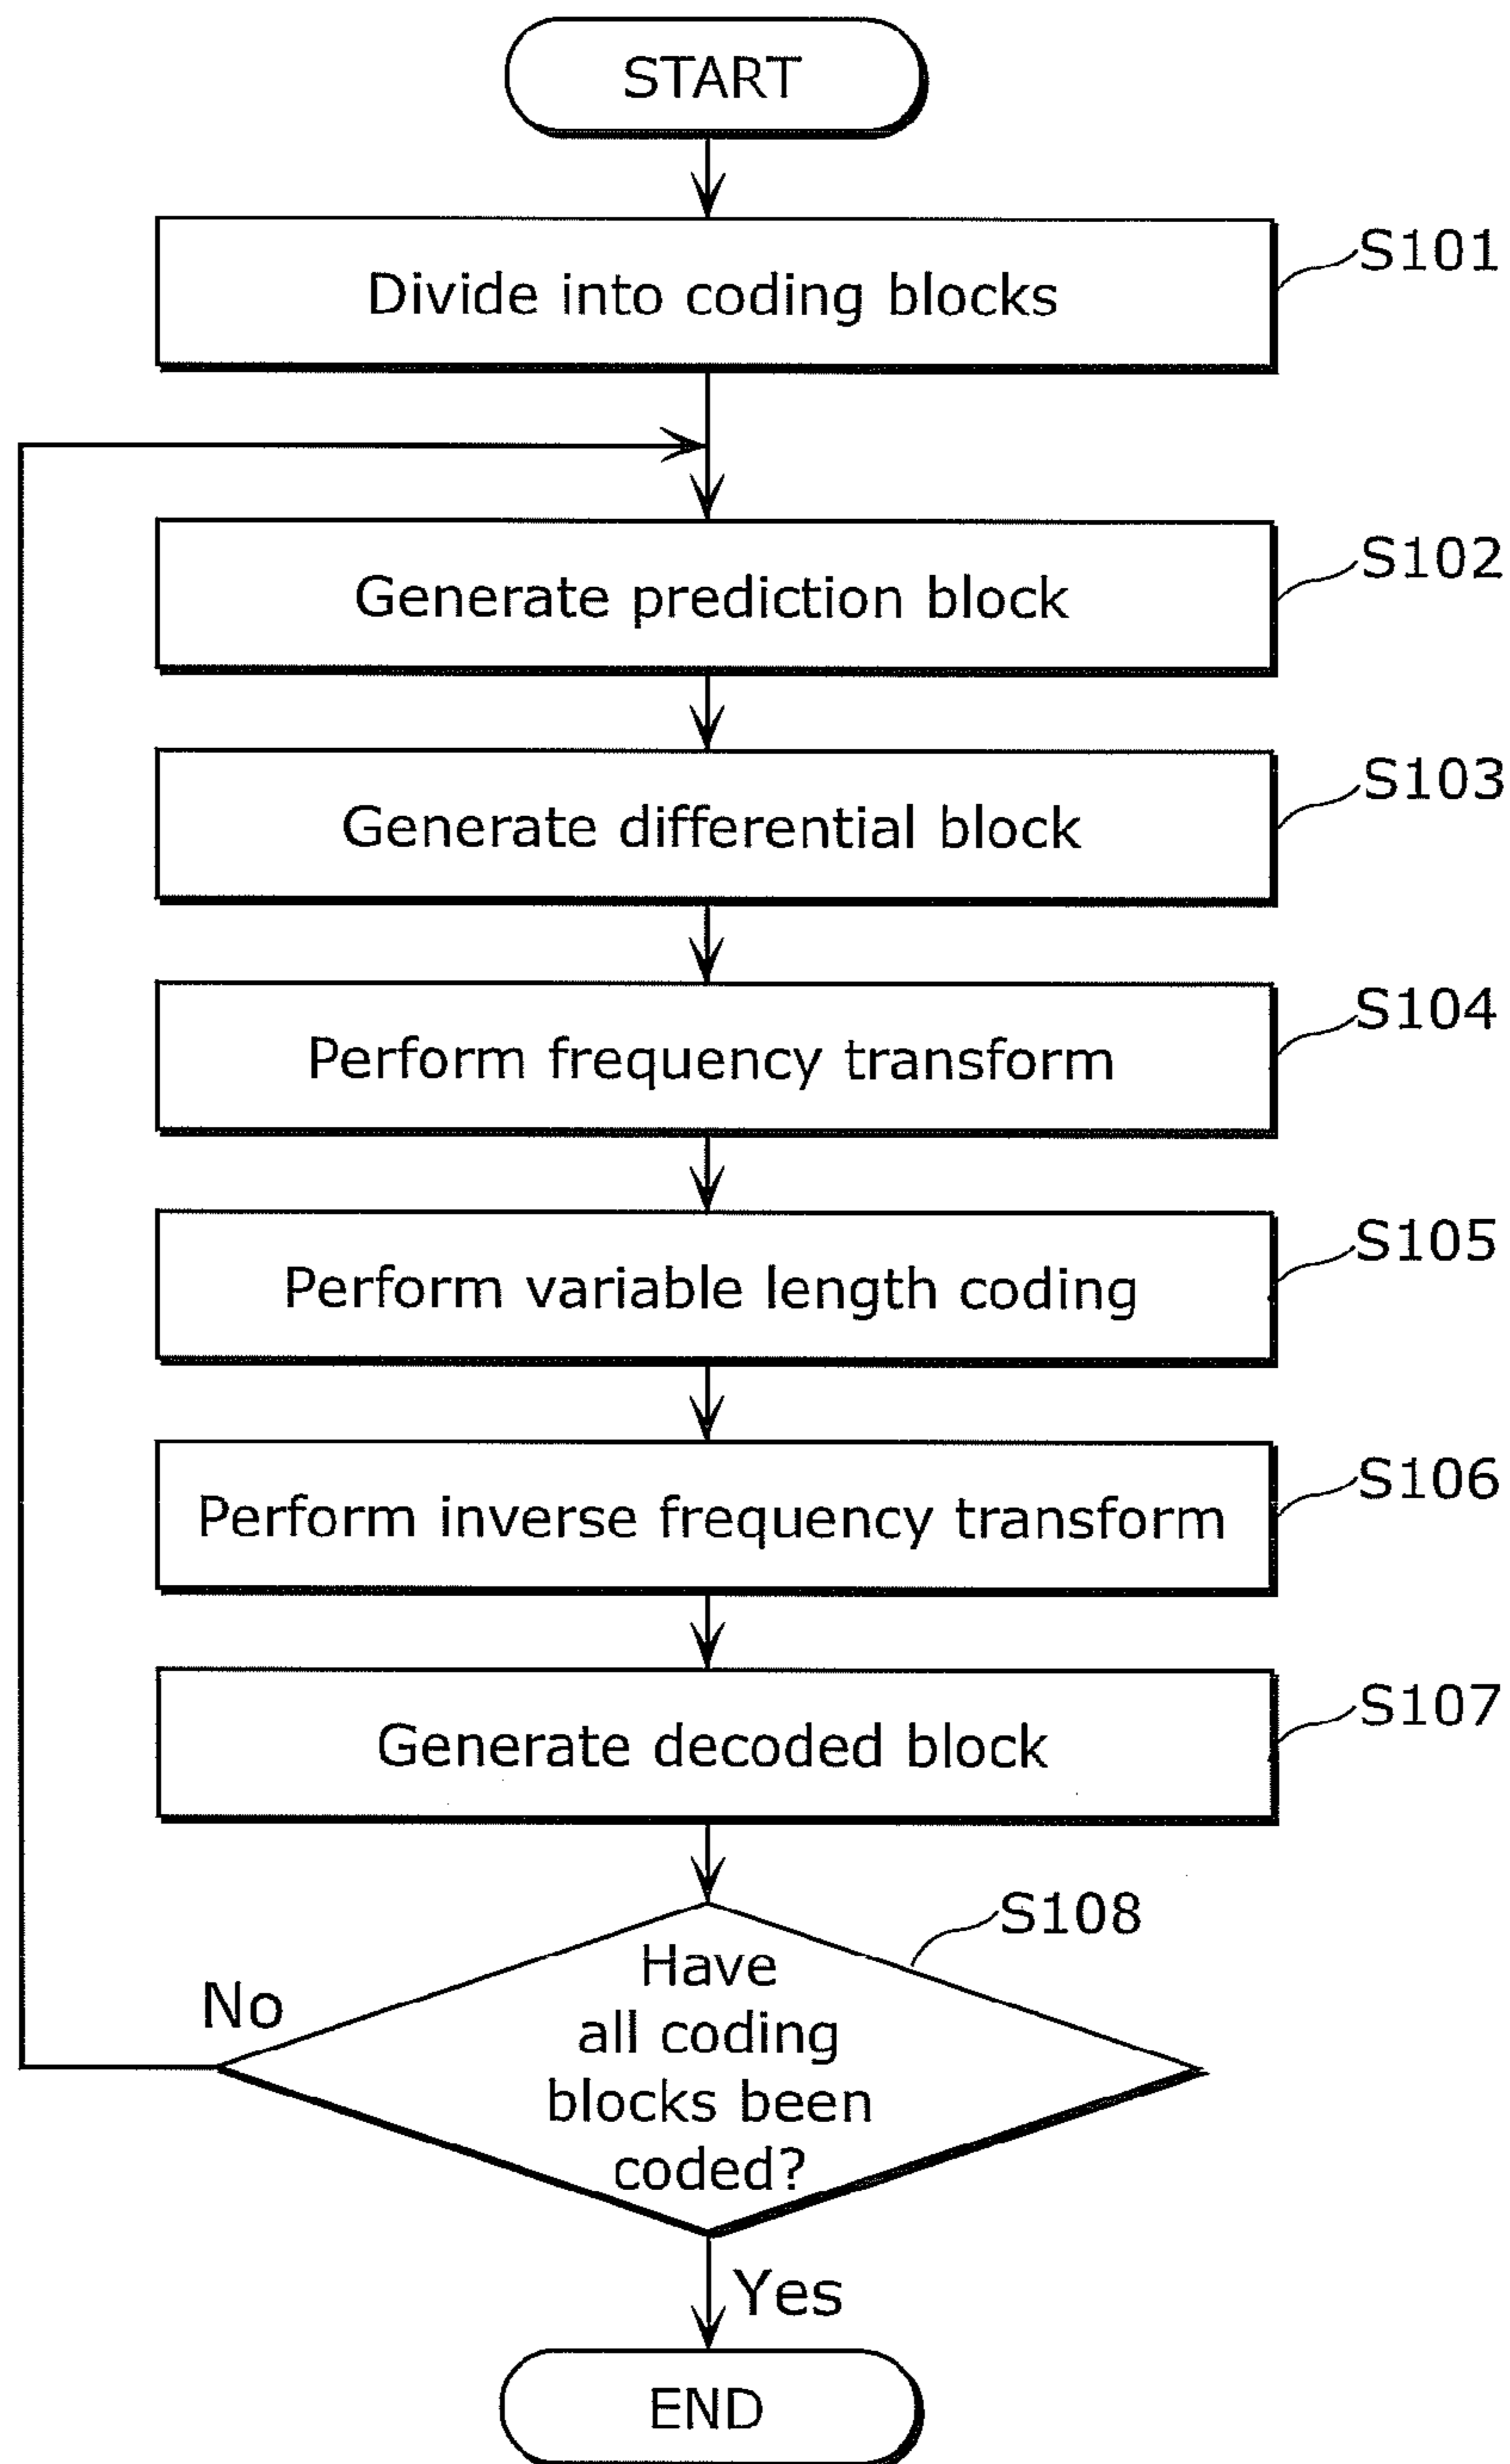 START
Divide into coding blocks
S101
Generate prediction block
S102
Generate differential block
S103
Perform frequency transform
S104
Perform variable length coding
S105
Perform inverse frequency transform
S106
Generate decoded block
S107
S108
Have
all coding
blocks been
coded?
No
Yes
END